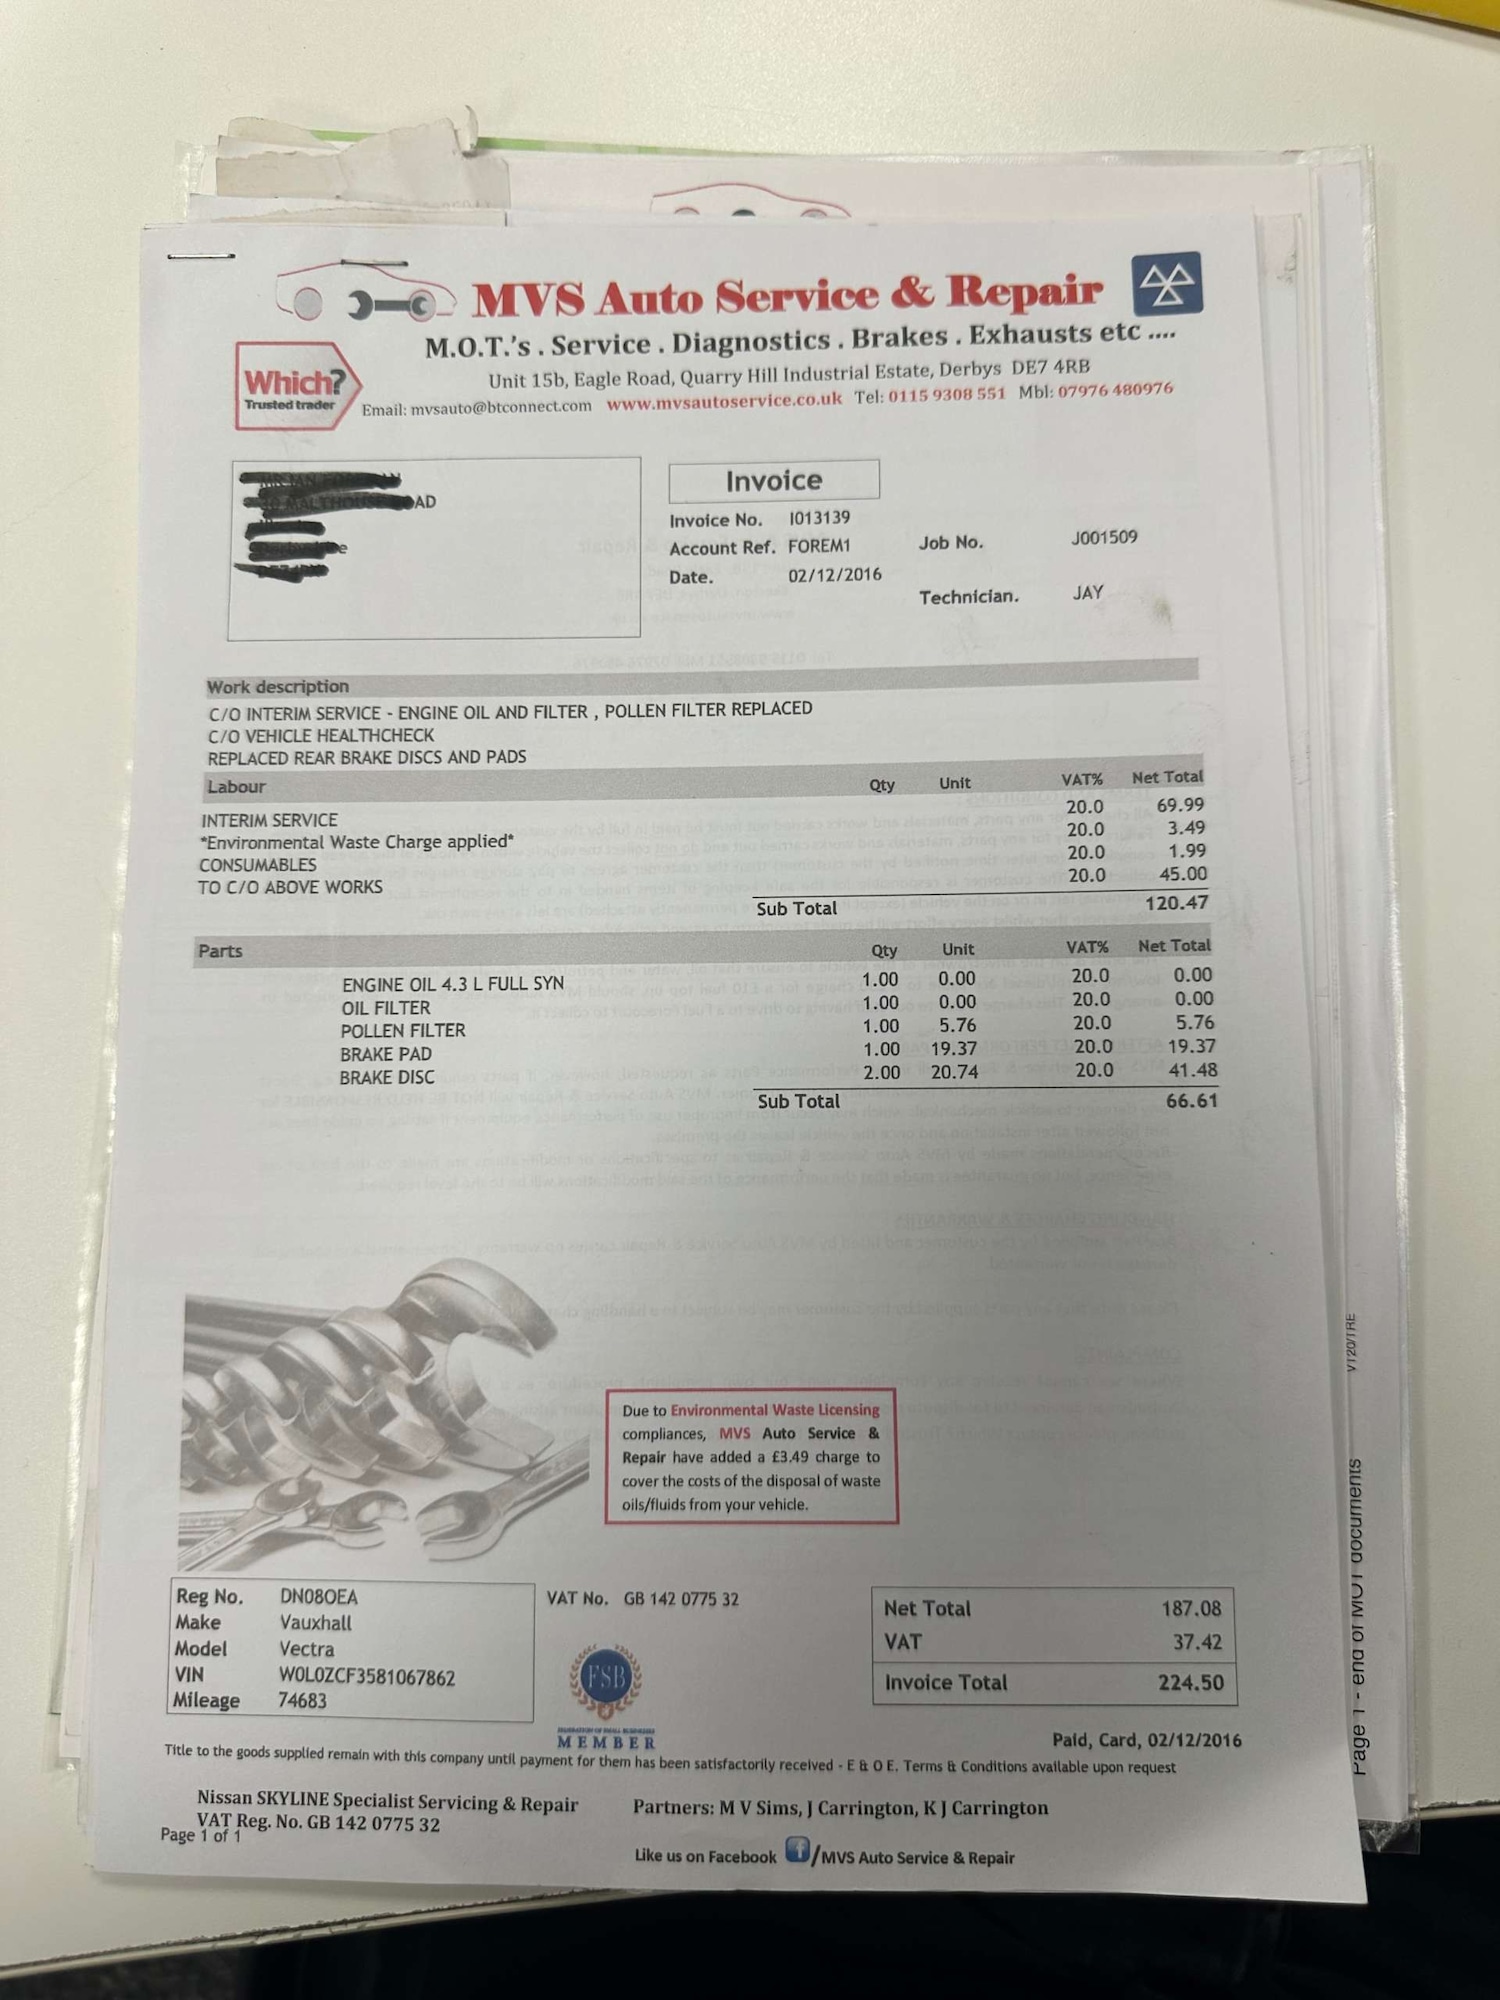 MVS Auto Service & Repair
M.O.T.'s . Service . Diagnostics . Brakes . Exhausts etc ....
Which?
Trusted trader
Unit 15b, Eagle Road, Quarry Hill Industrial Estate, Derbys DE7 4RB
Email: mvsauto@btconnect.com www.mvsautoservice.co.uk Tel: 0115 9308 551 Mbl: 07976 480976
AD
Invoice
Invoice No. I013139
Account Ref. FOREM1 Job No. J001509
Date. 02/12/2016
Technician. JAY
Work description
C/O INTERIM SERVICE - ENGINE OIL AND FILTER , POLLEN FILTER REPLACED
C/O VEHICLE HEALTHCHECK
REPLACED REAR BRAKE DISCS AND PADS
Labour Qty Unit VAT% Net Total
INTERIM SERVICE 20.0 69.99
*Environmental Waste Charge applied* 20.0 3.49
CONSUMABLES 20.0 1.99
TO C/O ABOVE WORKS 20.0 45.00
Sub Total 120.47
Parts Qty Unit VAT% Net Total
ENGINE OIL 4.3 L FULL SYN 1.00 0.00 20.0 0.00
OIL FILTER 1.00 0.00 20.0 0.00
POLLEN FILTER 1.00 5.76 20.0 5.76
BRAKE PAD 1.00 19.37 20.0 19.37
BRAKE DISC 2.00 20.74 20.0 41.48
Sub Total 66.61
Due to Environmental Waste Licensing
compliances, MVS Auto Service &
Repair have added a £3.49 charge to
cover the costs of the disposal of waste
oils/fluids from your vehicle.
Reg No. DN08OEA
Make Vauxhall
Model Vectra
VIN W0L0ZCF3581067862
Mileage 74683
VAT No. GB 142 0775 32
FSB
FEDERATION OF SMALL BUSINESSES
MEMBER
Net Total 187.08
VAT 37.42
Invoice Total 224.50
Paid, Card, 02/12/2016
Title to the goods supplied remain with this company until payment for them has been satisfactorily received - E & O E. Terms & Conditions available upon request
Nissan SKYLINE Specialist Servicing & Repair
VAT Reg. No. GB 142 0775 32
Page 1 of 1
Partners: M V Sims, J Carrington, K J Carrington
Like us on Facebook f/MVS Auto Service & Repair
VT20/TRE
Page 1 - end of MOT documents